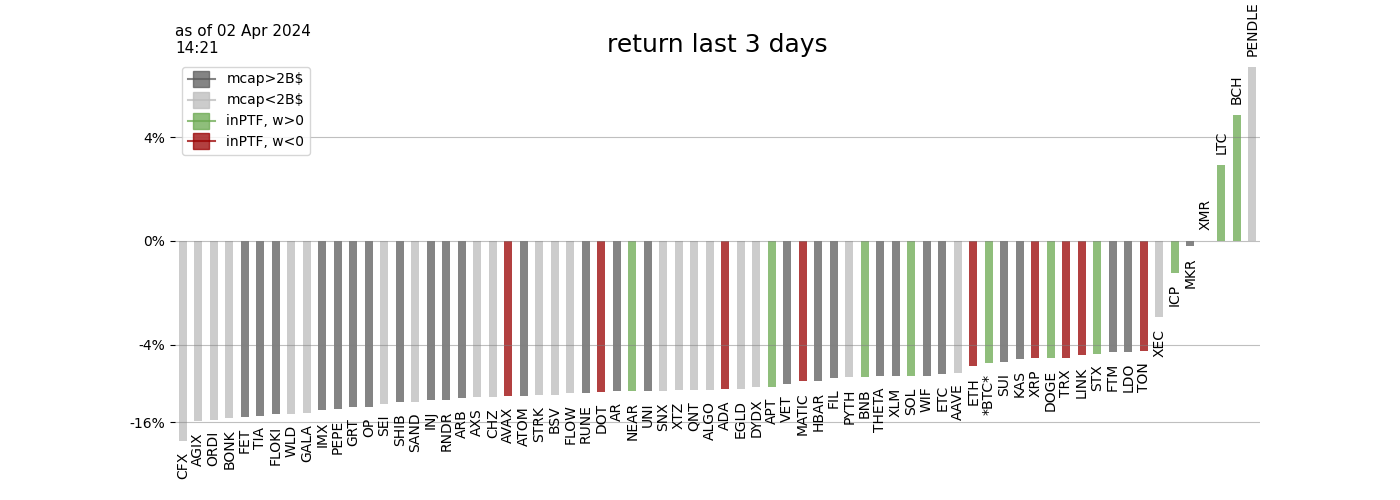 as of 02 Apr 2024
14:21
return last 3 days
mcap>2B$
mcap<2B$
inPTF, w>0
inPTF, w<0
4%
0%
-4%
-16%
CFX
AGIX
ORDI
BONK
FET
TIA
FLOKI
WLD
GALA
IMX
PEPE
GRT
OP
SEI
SHIB
SAND
INJ
RNDR
ARB
AXS
CHZ
AVAX
ATOM
STRK
BSV
FLOW
RUNE
DOT
AR
NEAR
UNI
SNX
XTZ
QNT
ALGO
ADA
EGLD
DYDX
APT
VET
MATIC
HBAR
FIL
PYTH
BNB
THETA
XLM
SOL
WIF
ETC
AAVE
ETH
*BTC*
SUI
KAS
XRP
DOGE
TRX
LINK
STX
FTM
LDO
TON
XEC
ICP
MKR
XMR
LTC
BCH
PENDLE